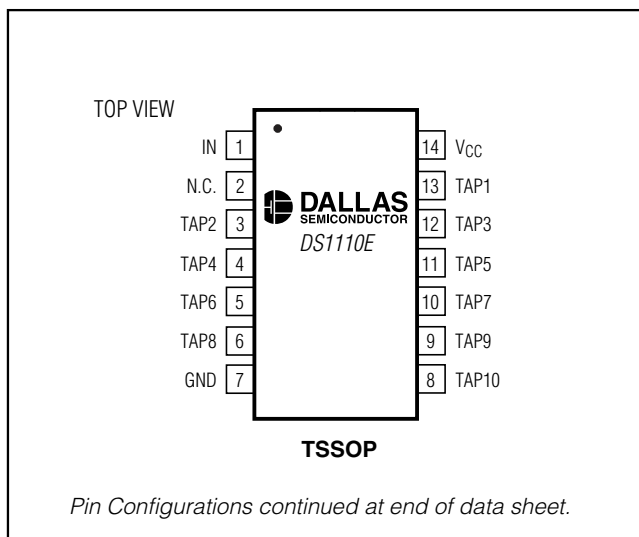 TOP VIEW
IN 1
14 VCC
N.C. 2
13 TAP1
DALLAS
SEMICONDUCTOR
TAP2 3
12 TAP3
DS1110E
TAP4 4
11 TAP5
TAP6 5
10 TAP7
TAP8 6
9 TAP9
GND 7
8 TAP10
TSSOP
Pin Configurations continued at end of data sheet.